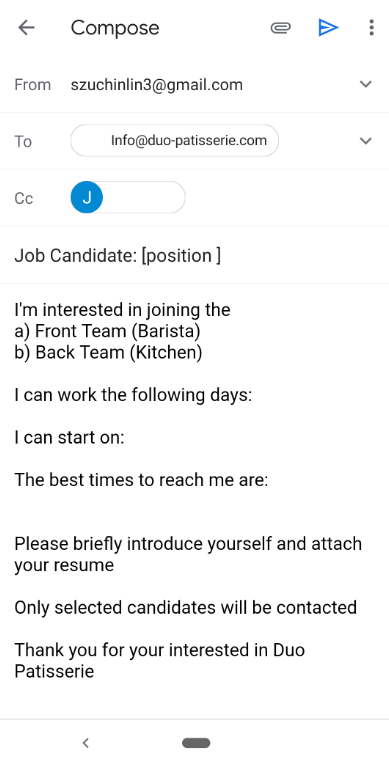 Compose
From szuchinlin3@gmail.com
To Info@duo-patisserie.com
Cc J
Job Candidate: [position ]
I'm interested in joining the
a) Front Team (Barista)
b) Back Team (Kitchen)
I can work the following days:
I can start on:
The best times to reach me are:
Please briefly introduce yourself and attach
your resume
Only selected candidates will be contacted
Thank you for your interested in Duo
Patisserie